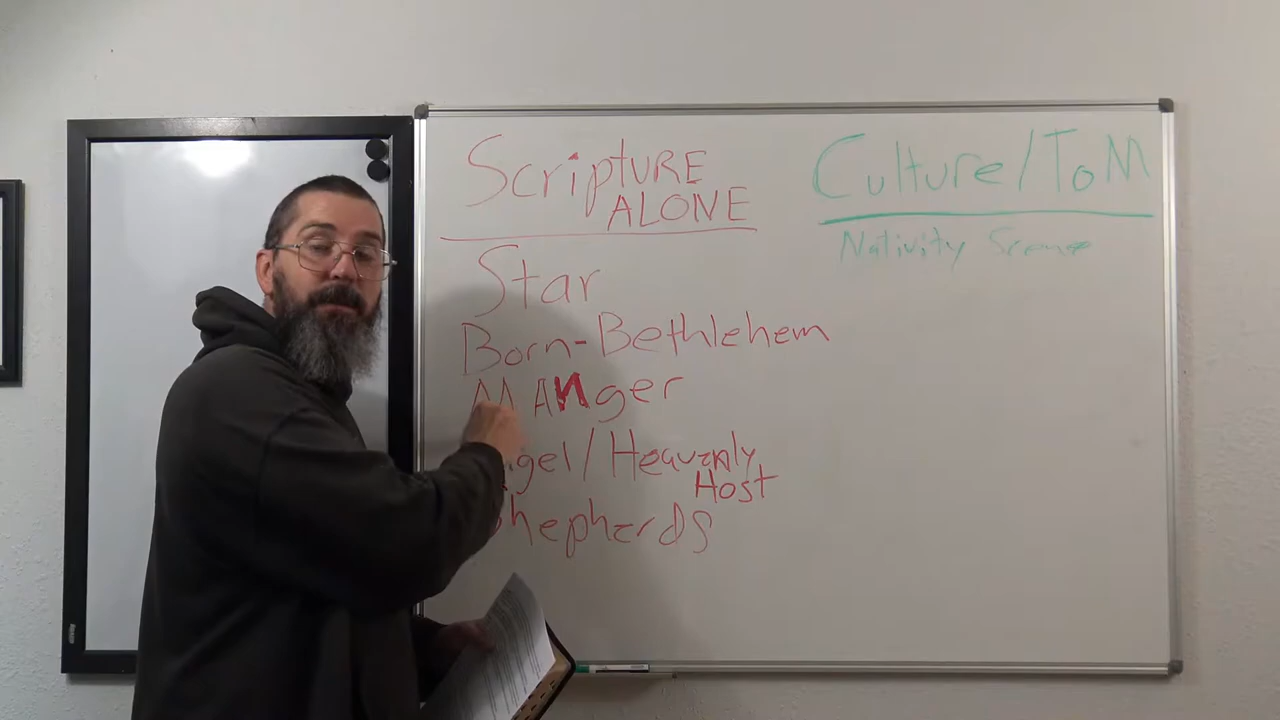 Scripture
ALONE
Star
Born-Bethlehem
MAnger
Angel/Heavenly
Host
Shepherds
Culture/ToM
Nativity Scene